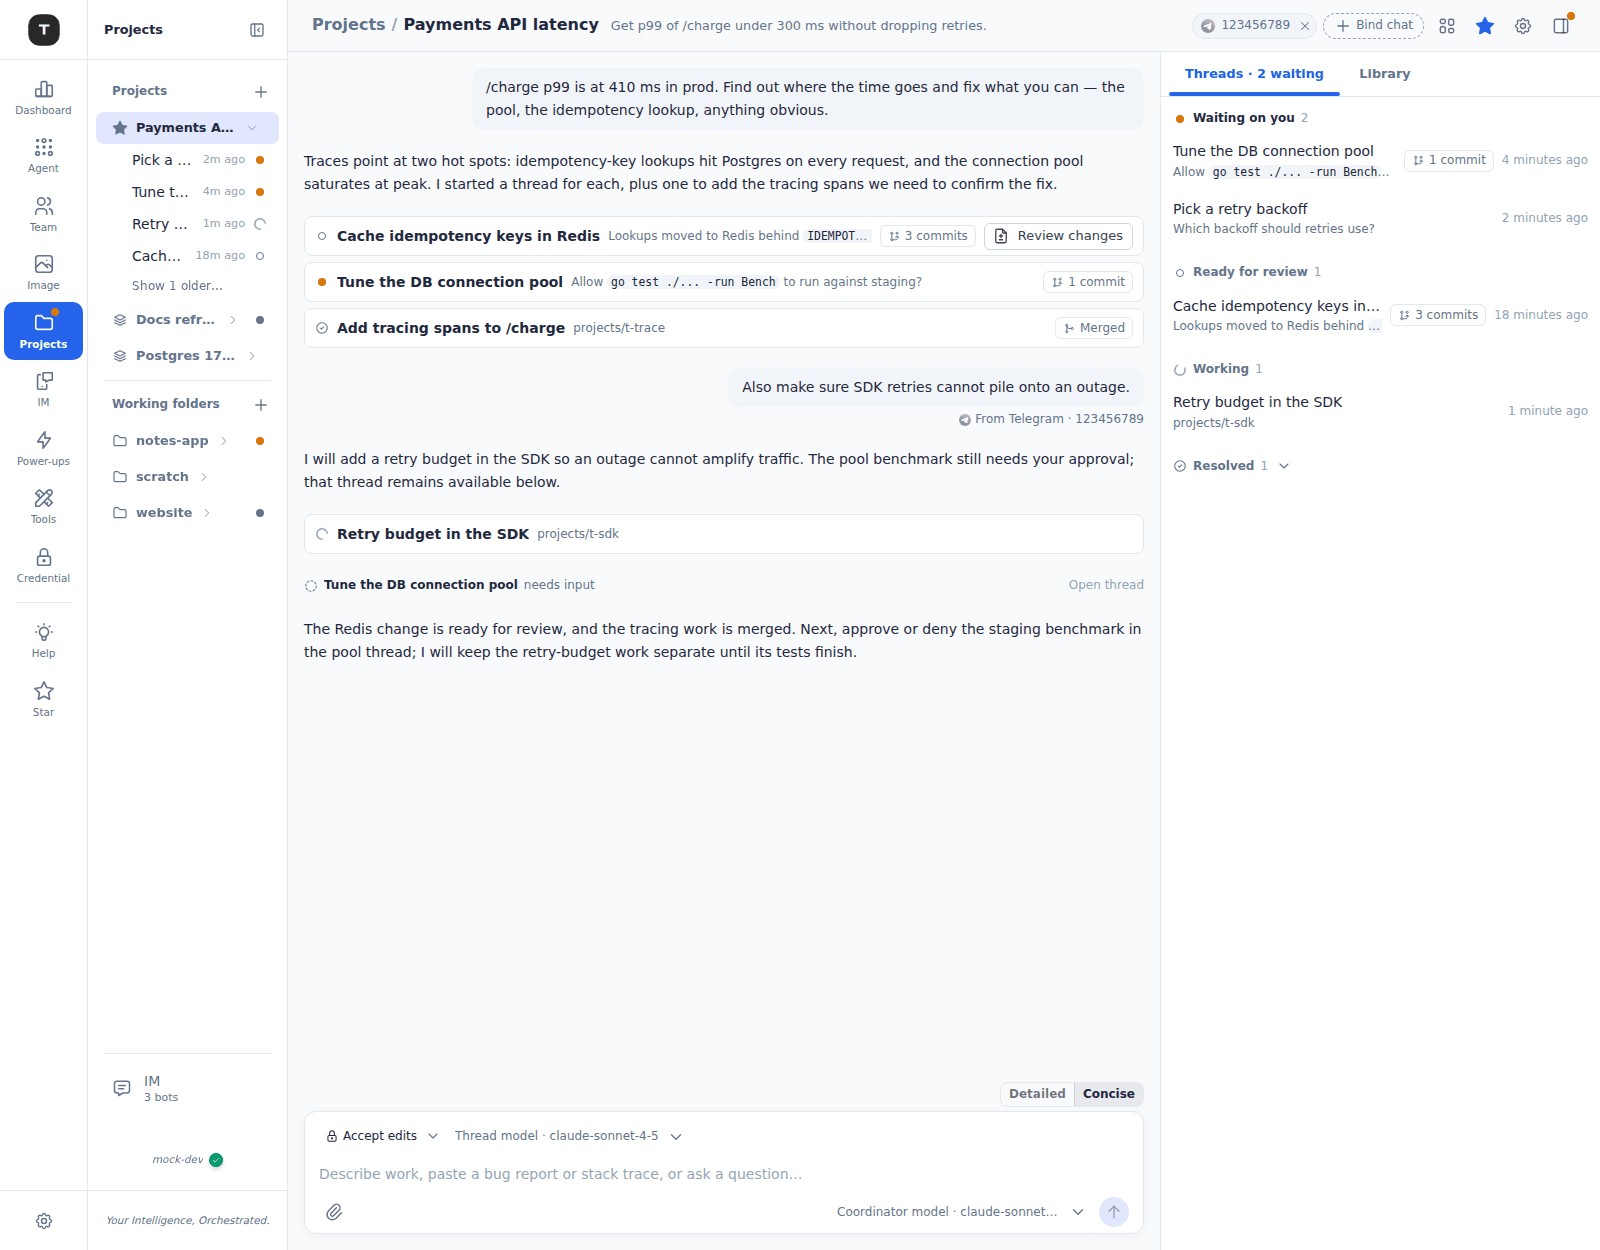 T
Projects
Dashboard
Agent
Team
Image
Projects
IM
Power-ups
Tools
Credential
Help
Star
Projects
Payments A...
Pick a ... 2m ago
Tune t... 4m ago
Retry ... 1m ago
Cach... 18m ago
Show 1 older...
Docs refr...
Postgres 17...
Working folders
notes-app
scratch
website
IM
3 bots
mock-dev
Your Intelligence, Orchestrated.
Projects / Payments API latency Get p99 of /charge under 300 ms without dropping retries.
123456789
Bind chat
/charge p99 is at 410 ms in prod. Find out where the time goes and fix what you can — the
pool, the idempotency lookup, anything obvious.
Traces point at two hot spots: idempotency-key lookups hit Postgres on every request, and the connection pool
saturates at peak. I started a thread for each, plus one to add the tracing spans we need to confirm the fix.
Cache idempotency keys in Redis Lookups moved to Redis behind IDEMPOT... 3 commits Review changes
Tune the DB connection pool Allow go test ./... -run Bench to run against staging? 1 commit
Add tracing spans to /charge projects/t-trace Merged
Also make sure SDK retries cannot pile onto an outage.
From Telegram · 123456789
I will add a retry budget in the SDK so an outage cannot amplify traffic. The pool benchmark still needs your approval;
that thread remains available below.
Retry budget in the SDK projects/t-sdk
Tune the DB connection pool needs input Open thread
The Redis change is ready for review, and the tracing work is merged. Next, approve or deny the staging benchmark in
the pool thread; I will keep the retry-budget work separate until its tests finish.
Detailed Concise
Accept edits Thread model · claude-sonnet-4-5
Describe work, paste a bug report or stack trace, or ask a question...
Coordinator model · claude-sonnet...
Threads · 2 waiting Library
Waiting on you 2
Tune the DB connection pool
Allow go test ./... -run Bench... 1 commit 4 minutes ago
Pick a retry backoff
Which backoff should retries use? 2 minutes ago
Ready for review 1
Cache idempotency keys in...
Lookups moved to Redis behind ... 3 commits 18 minutes ago
Working 1
Retry budget in the SDK
projects/t-sdk 1 minute ago
Resolved 1